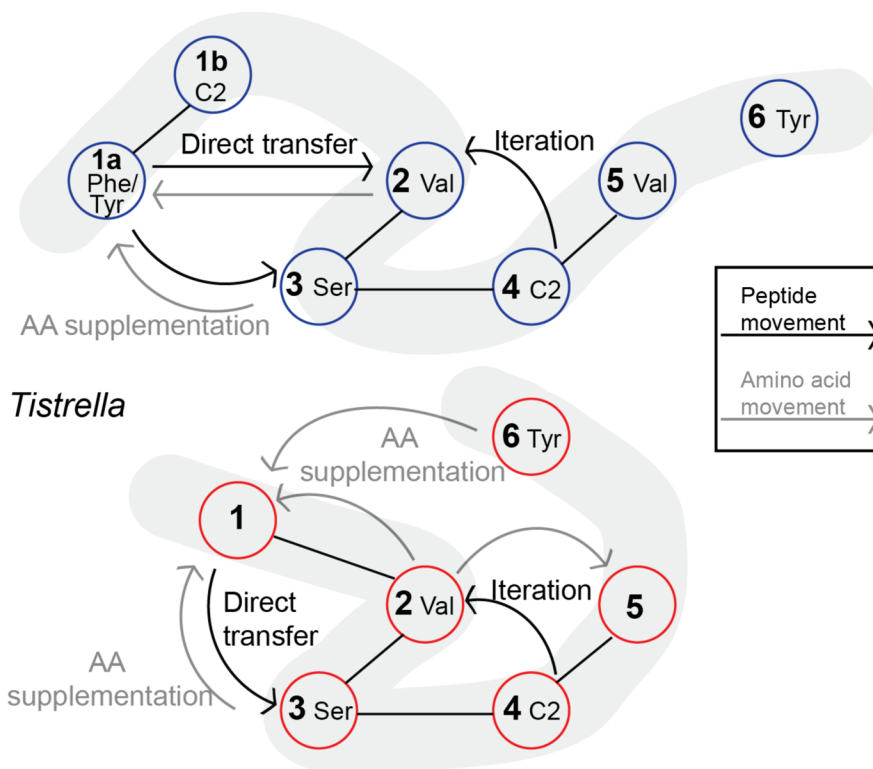 1b
C2
1a
Phe/
Tyr
Direct transfer
2 Val
Iteration
5 Val
6 Tyr
3 Ser
4 C2
AA supplementation
Peptide
movement
Amino acid
movement
Tistrella
6 Tyr
AA
supplementation
1
2 Val
Iteration
5
Direct
transfer
AA
supplementation
3 Ser
4 C2